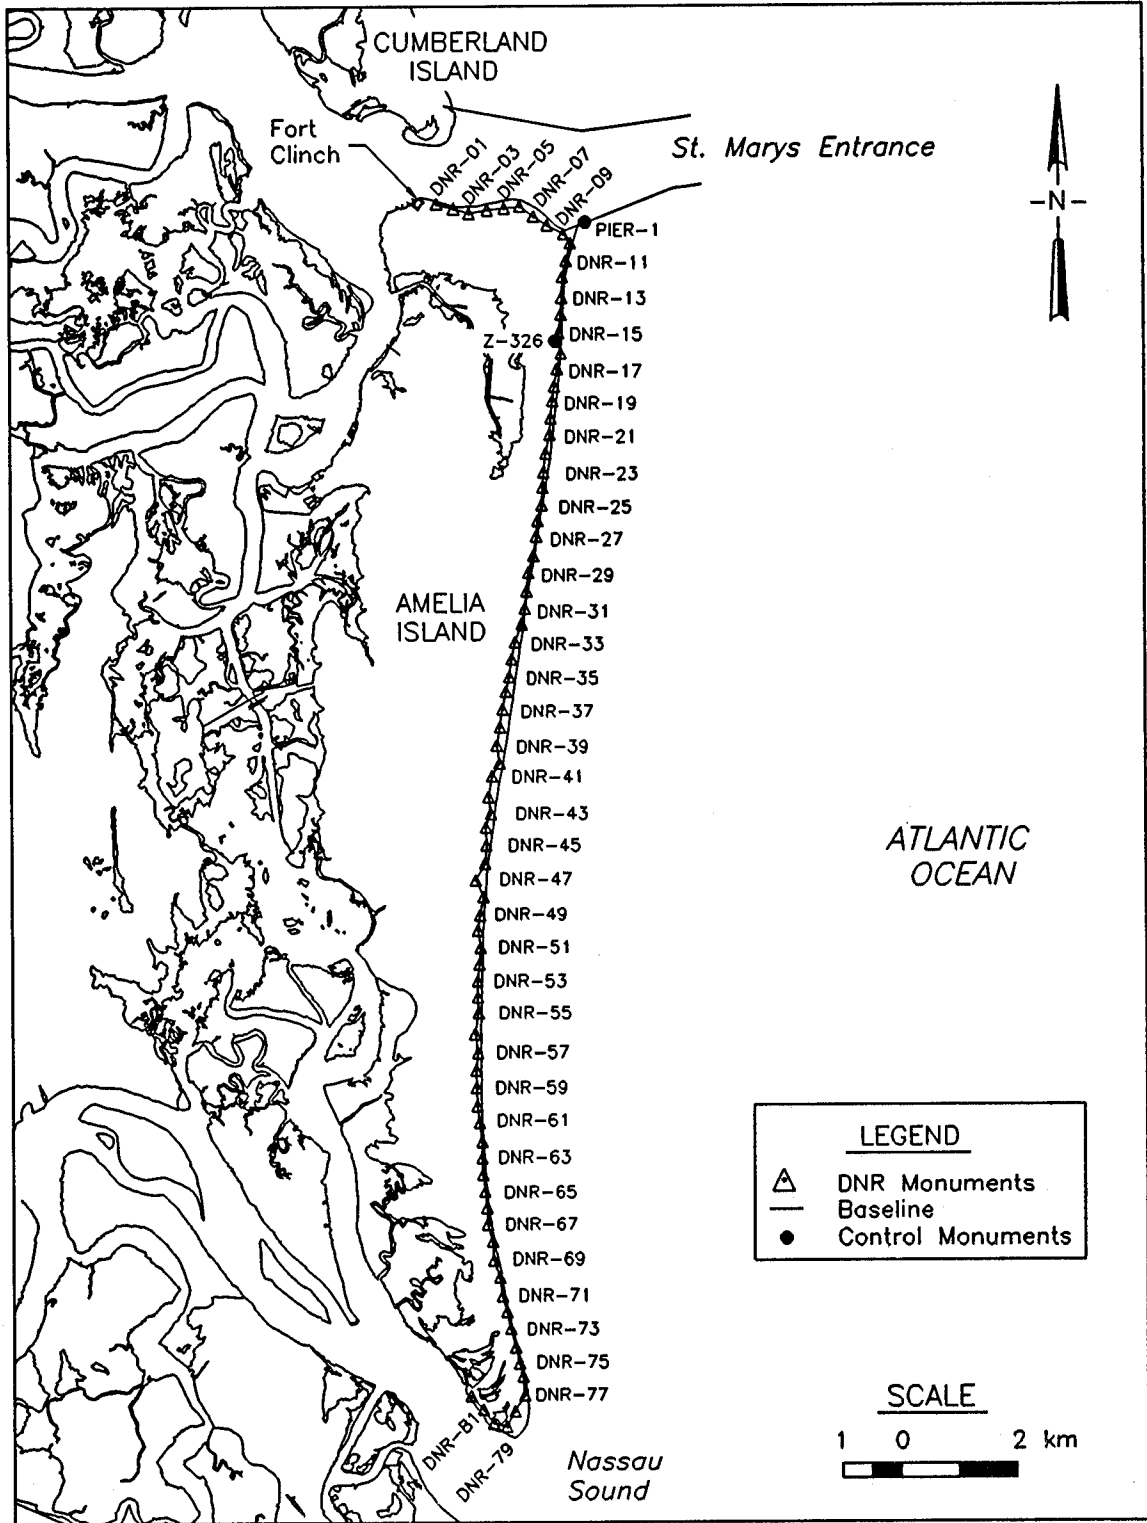 CUMBERLAND
ISLAND
Fort
Clinch
St. Marys Entrance
DNR-01
DNR-03
DNR-05
DNR-07
DNR-09
-N-
PIER-1
DNR-11
DNR-13
Z-326
DNR-15
DNR-17
DNR-19
DNR-21
DNR-23
DNR-25
DNR-27
DNR-29
AMELIA
ISLAND
DNR-31
DNR-33
DNR-35
DNR-37
DNR-39
DNR-41
DNR-43
DNR-45
ATLANTIC
OCEAN
DNR-47
DNR-49
DNR-51
DNR-53
DNR-55
DNR-57
DNR-59
DNR-61
DNR-63
DNR-65
DNR-67
DNR-69
DNR-71
DNR-73
DNR-75
DNR-77
DNR-81
DNR-79
LEGEND
DNR Monuments
Baseline
Control Monuments
SCALE
1 0 2 km
Nassau
Sound